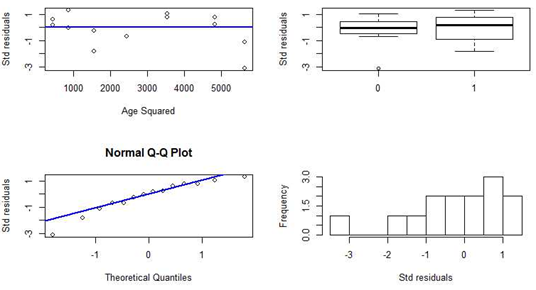 Std residuals
1
-1
-3
1000 2000 3000 4000 5000
Age Squared
Std residuals
1
-1
-3
0 1
Normal Q-Q Plot
Std residuals
1
-1
-3
-1 0 1
Theoretical Quantiles
Frequency
3.0
1.5
0.0
-3 -2 -1 0 1
Std residuals